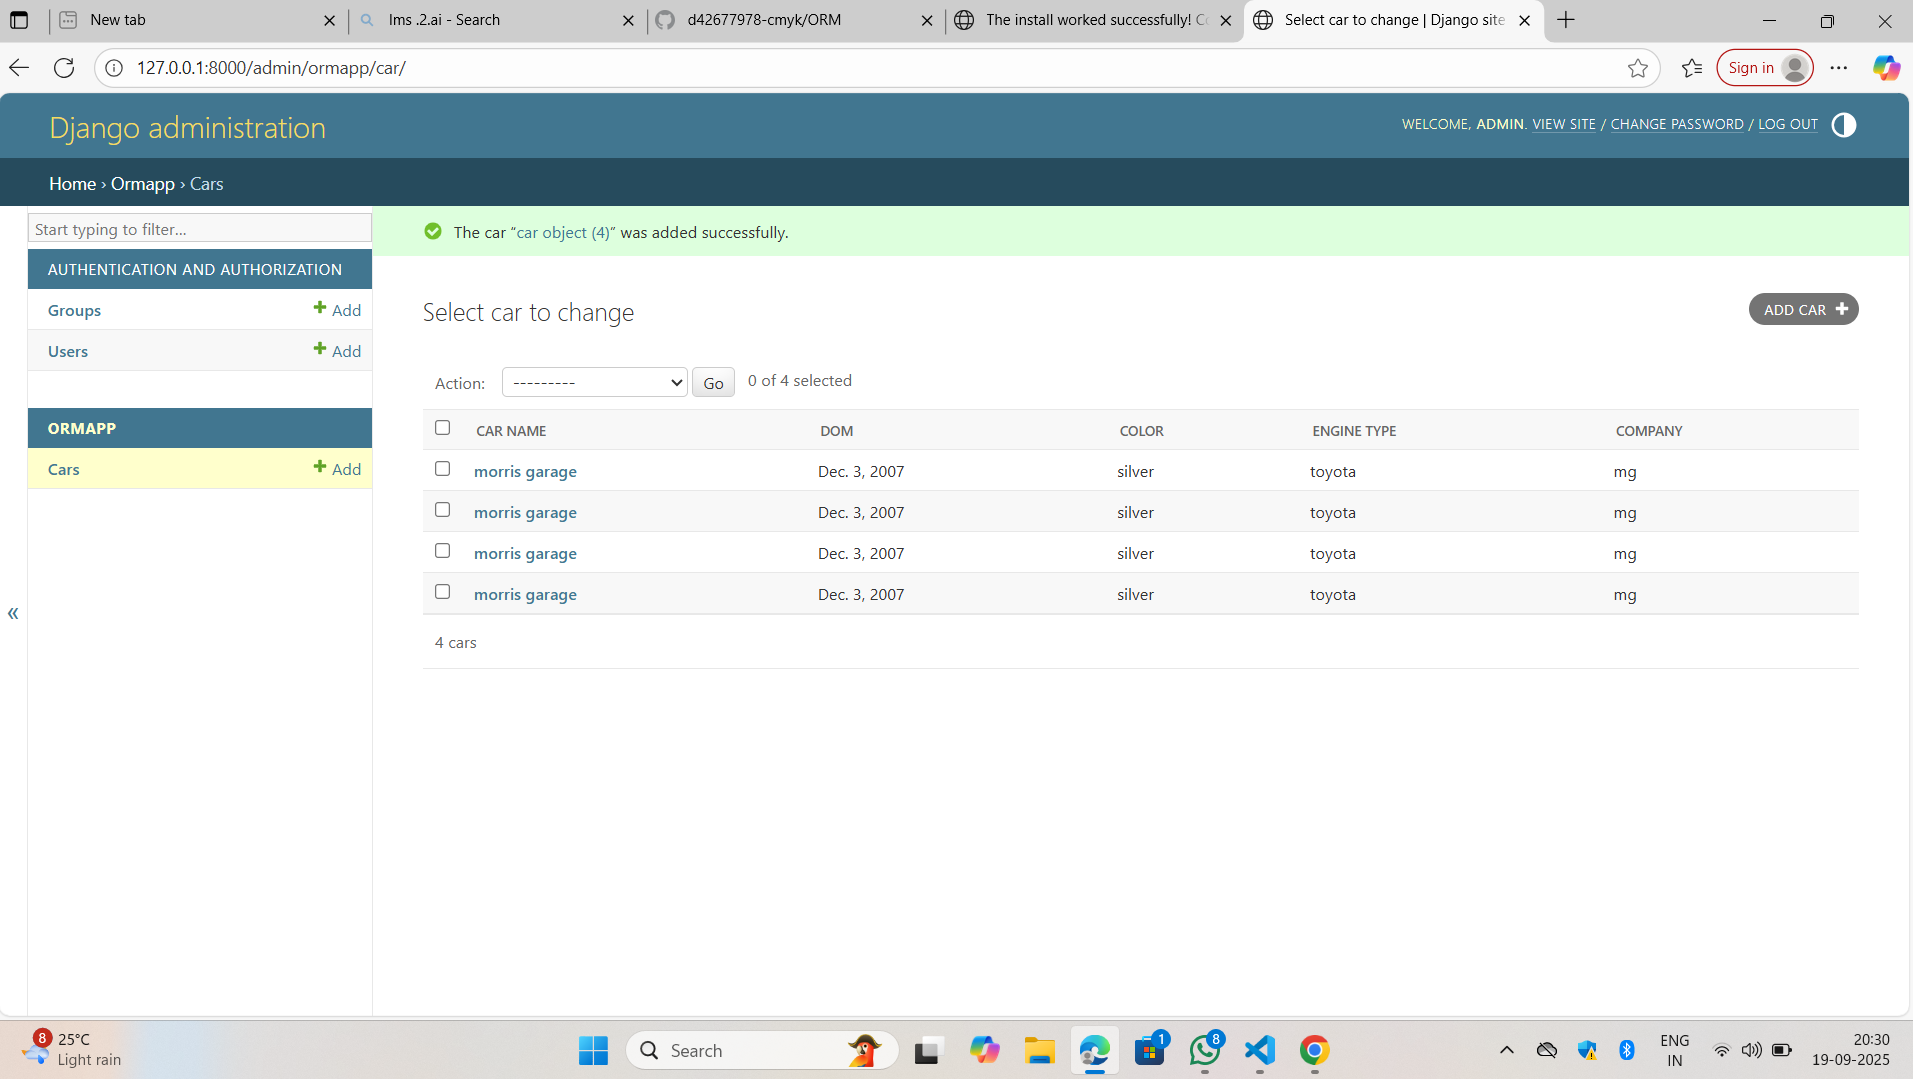 New tab
lms .2.ai - Search
d42677978-cmyk/ORM
The install worked successfully! Co
Select car to change | Django site
127.0.0.1:8000/admin/ormapp/car/
Sign in
Django administration
WELCOME, ADMIN. VIEW SITE / CHANGE PASSWORD / LOG OUT
Home › Ormapp › Cars
Start typing to filter...
AUTHENTICATION AND AUTHORIZATION
Groups
Add
Users
Add
ORMAPP
Cars
Add
«
The car “car object (4)” was added successfully.
Select car to change
ADD CAR
Action: --------- Go 0 of 4 selected
CAR NAME DOM COLOR ENGINE TYPE COMPANY
morris garage Dec. 3, 2007 silver toyota mg
morris garage Dec. 3, 2007 silver toyota mg
morris garage Dec. 3, 2007 silver toyota mg
morris garage Dec. 3, 2007 silver toyota mg
4 cars
8
25°C
Light rain
Search
1
8
ENG
IN
20:30
19-09-2025